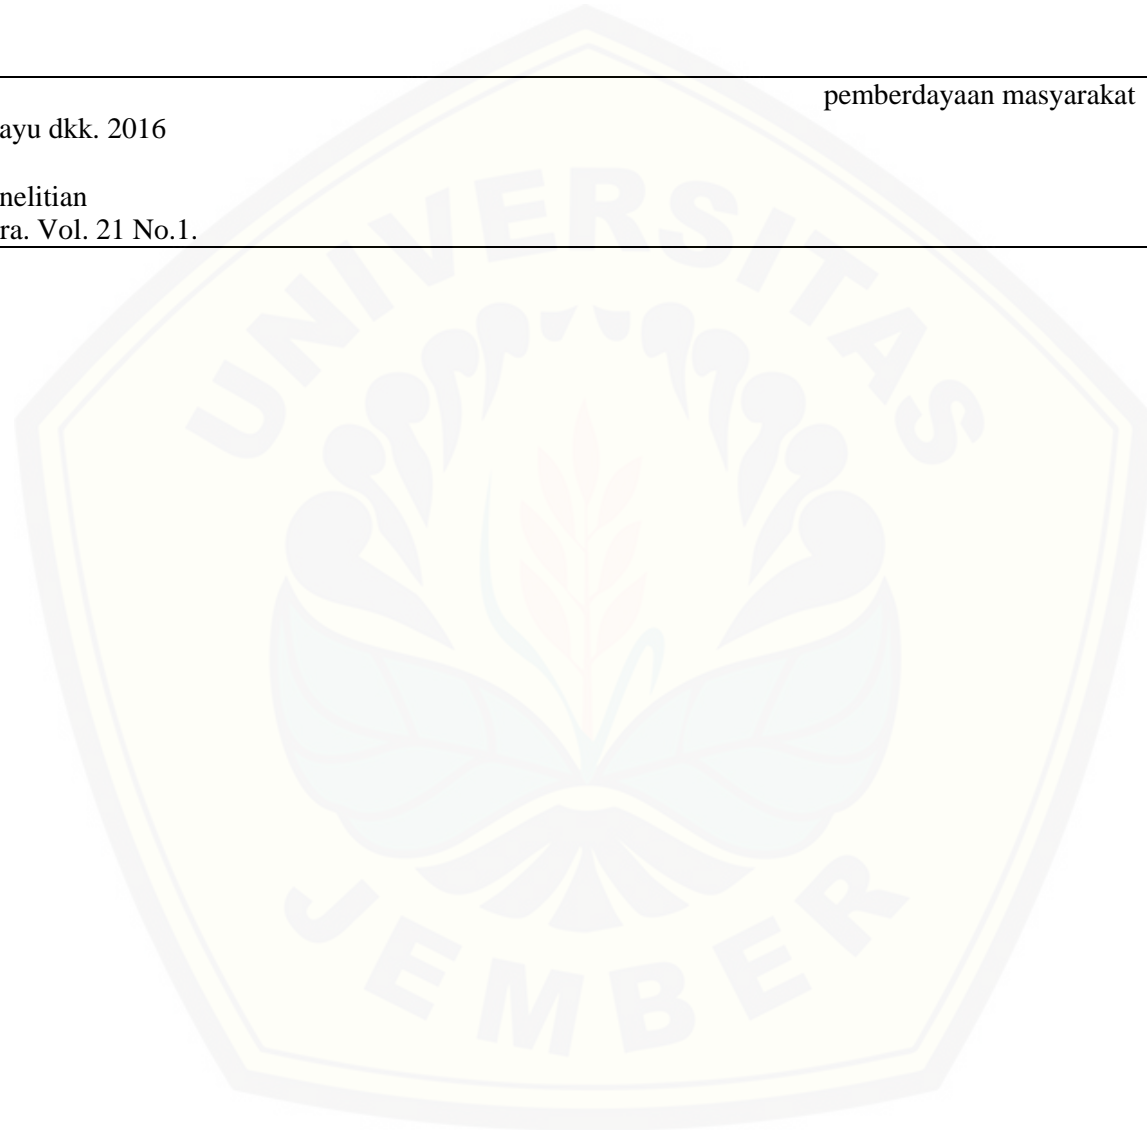 pemberdayaan masyarakat
ayu dkk. 2016
nelitian
ra. Vol. 21 No.1.
UNIVERSITAS
JEMBER